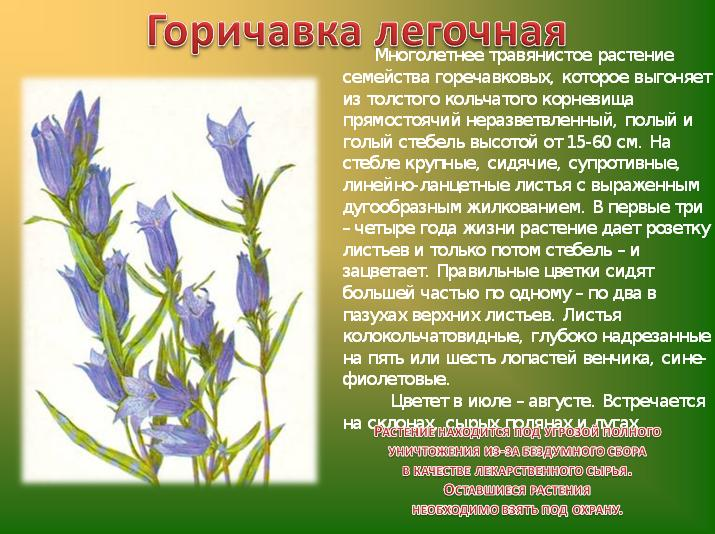 Горичавка легочная
Многолетнее травянистое растение
семейства горечавковых, которое выгоняет
из толстого кольчатого корневища
прямостоячий неразветвленный, полый и
голый стебель высотой от 15-60 см. На
стебле крупные, сидячие, супротивные,
линейно-ланцетные листья с выраженным
дугообразным жилкованием. В первые три
– четыре года жизни растение дает розетку
листьев и только потом стебель – и
зацветает. Правильные цветки сидят
большей частью по одному – по два в
пазухах верхних листьев. Листья
колокольчатовидные, глубоко надрезанные
на пять или шесть лопастей венчика, сине-
фиолетовые.
Цветет в июле – августе. Встречается
на склонах, сырых полянах и лугах.
Растение находится под угрозой полного
уничтожения из-за бездумного сбора
в качестве лекарственного сырья.
Оставшиеся растения
необходимо взять под охрану.